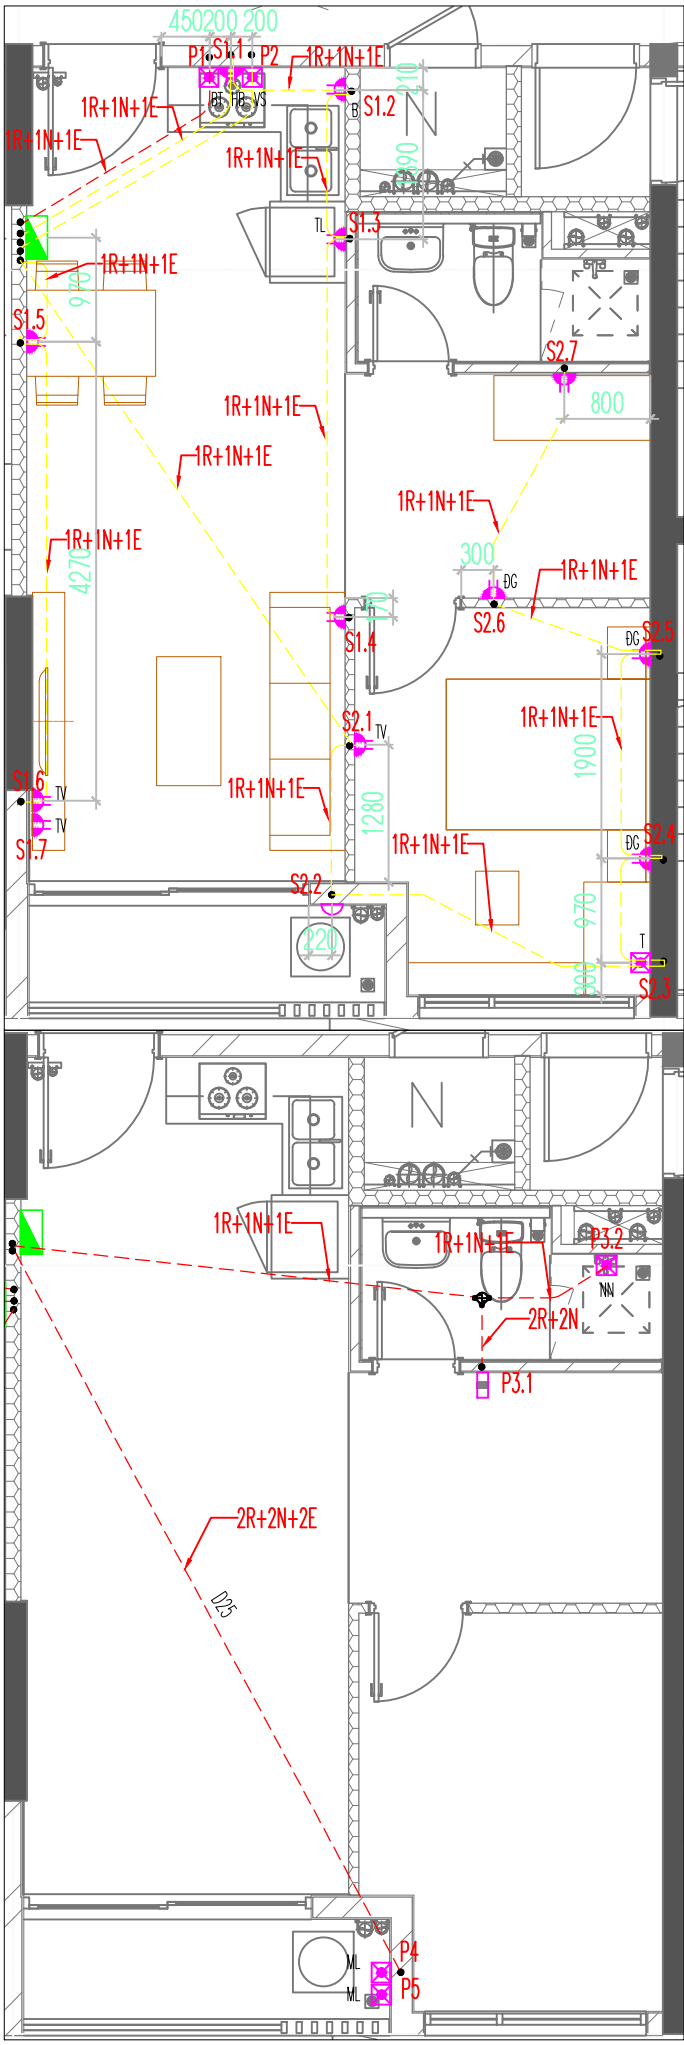 450
200
200
P1
S1.1
P2
1R+1N+1E
210
1R+1N+1E
BT
HB
VS
B
S1.2
N
1R+1N+1E
1R+1N+1E
TL
S1.3
1R+1N+1E
970
S1.5
S2.7
800
1R+1N+1E
1R+1N+1E
1R+1N+1E
1R+1N+1E
300
1R+1N+1E
4270
ĐG
170
S2.6
S1.4
ĐG
S2.5
S2.1
TV
1R+1N+1E
1900
S1.6
TV
1R+1N+1E
1280
TV
S1.7
1R+1N+1E
ĐG
S2.4
S2.2
970
220
T
S2.3
N
1R+1N+1E
1R+1N+1E
P3.2
NN
2R+2N
P3.1
2R+2N+2E
D25
ML
P4
ML
P5